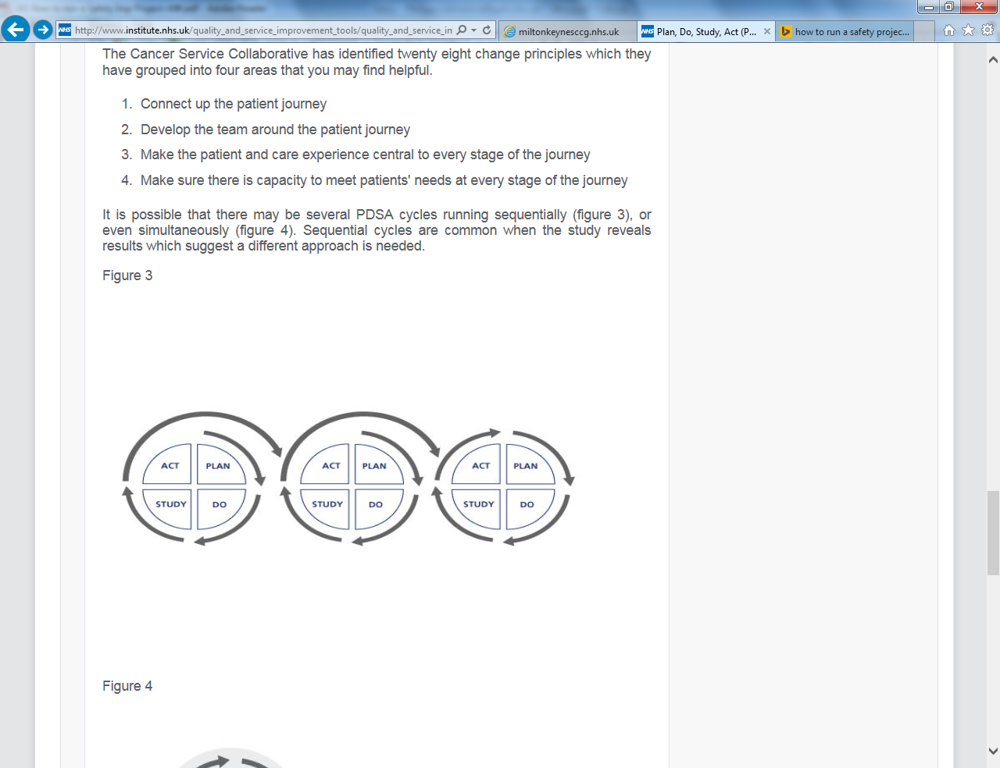 http://www.institute.nhs.uk/quality_and_service_improvement_tools/quality_and_service_in
miltonkeynesccg.nhs.uk
NHS Plan, Do, Study, Act (P...
how to run a safety projec...
The Cancer Service Collaborative has identified twenty eight change principles which they
have grouped into four areas that you may find helpful.
1. Connect up the patient journey
2. Develop the team around the patient journey
3. Make the patient and care experience central to every stage of the journey
4. Make sure there is capacity to meet patients' needs at every stage of the journey
It is possible that there may be several PDSA cycles running sequentially (figure 3), or
even simultaneously (figure 4). Sequential cycles are common when the study reveals
results which suggest a different approach is needed.
Figure 3
ACT PLAN ACT PLAN ACT PLAN
STUDY DO STUDY DO STUDY DO
Figure 4